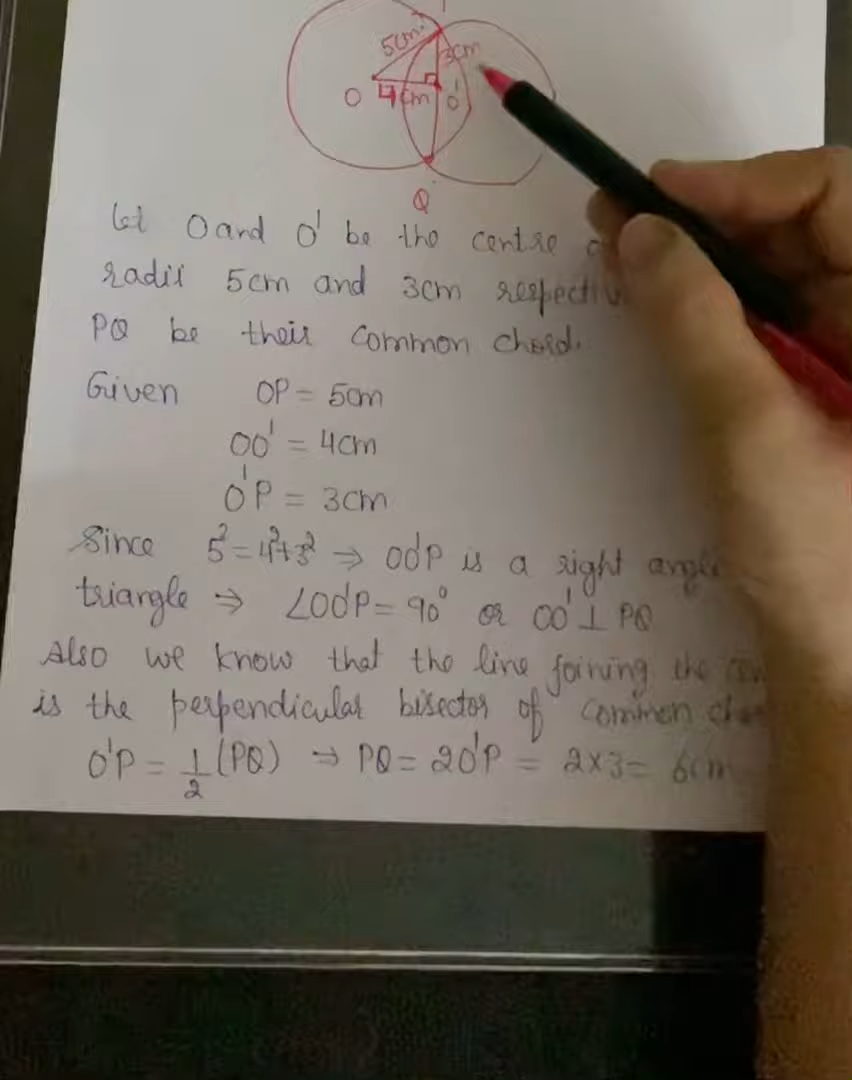 5cm
3cm
O 4cm O'
Q
Let O and O' be the centre
radii 5cm and 3cm
PQ be their common chord.
Given OP = 5cm
OO' = 4cm
O'P = 3cm
Since 5² = 4²+3² ⇒ OO'P is a right
triangle ⇒ ∠OO'P = 90° or OO' ⊥ PQ
Also we know that the line foining the
is the perpendicular bisector of common
O'P = 1/2 (PQ) ⇒ PQ = 2O'P = 2×3 = 6cm